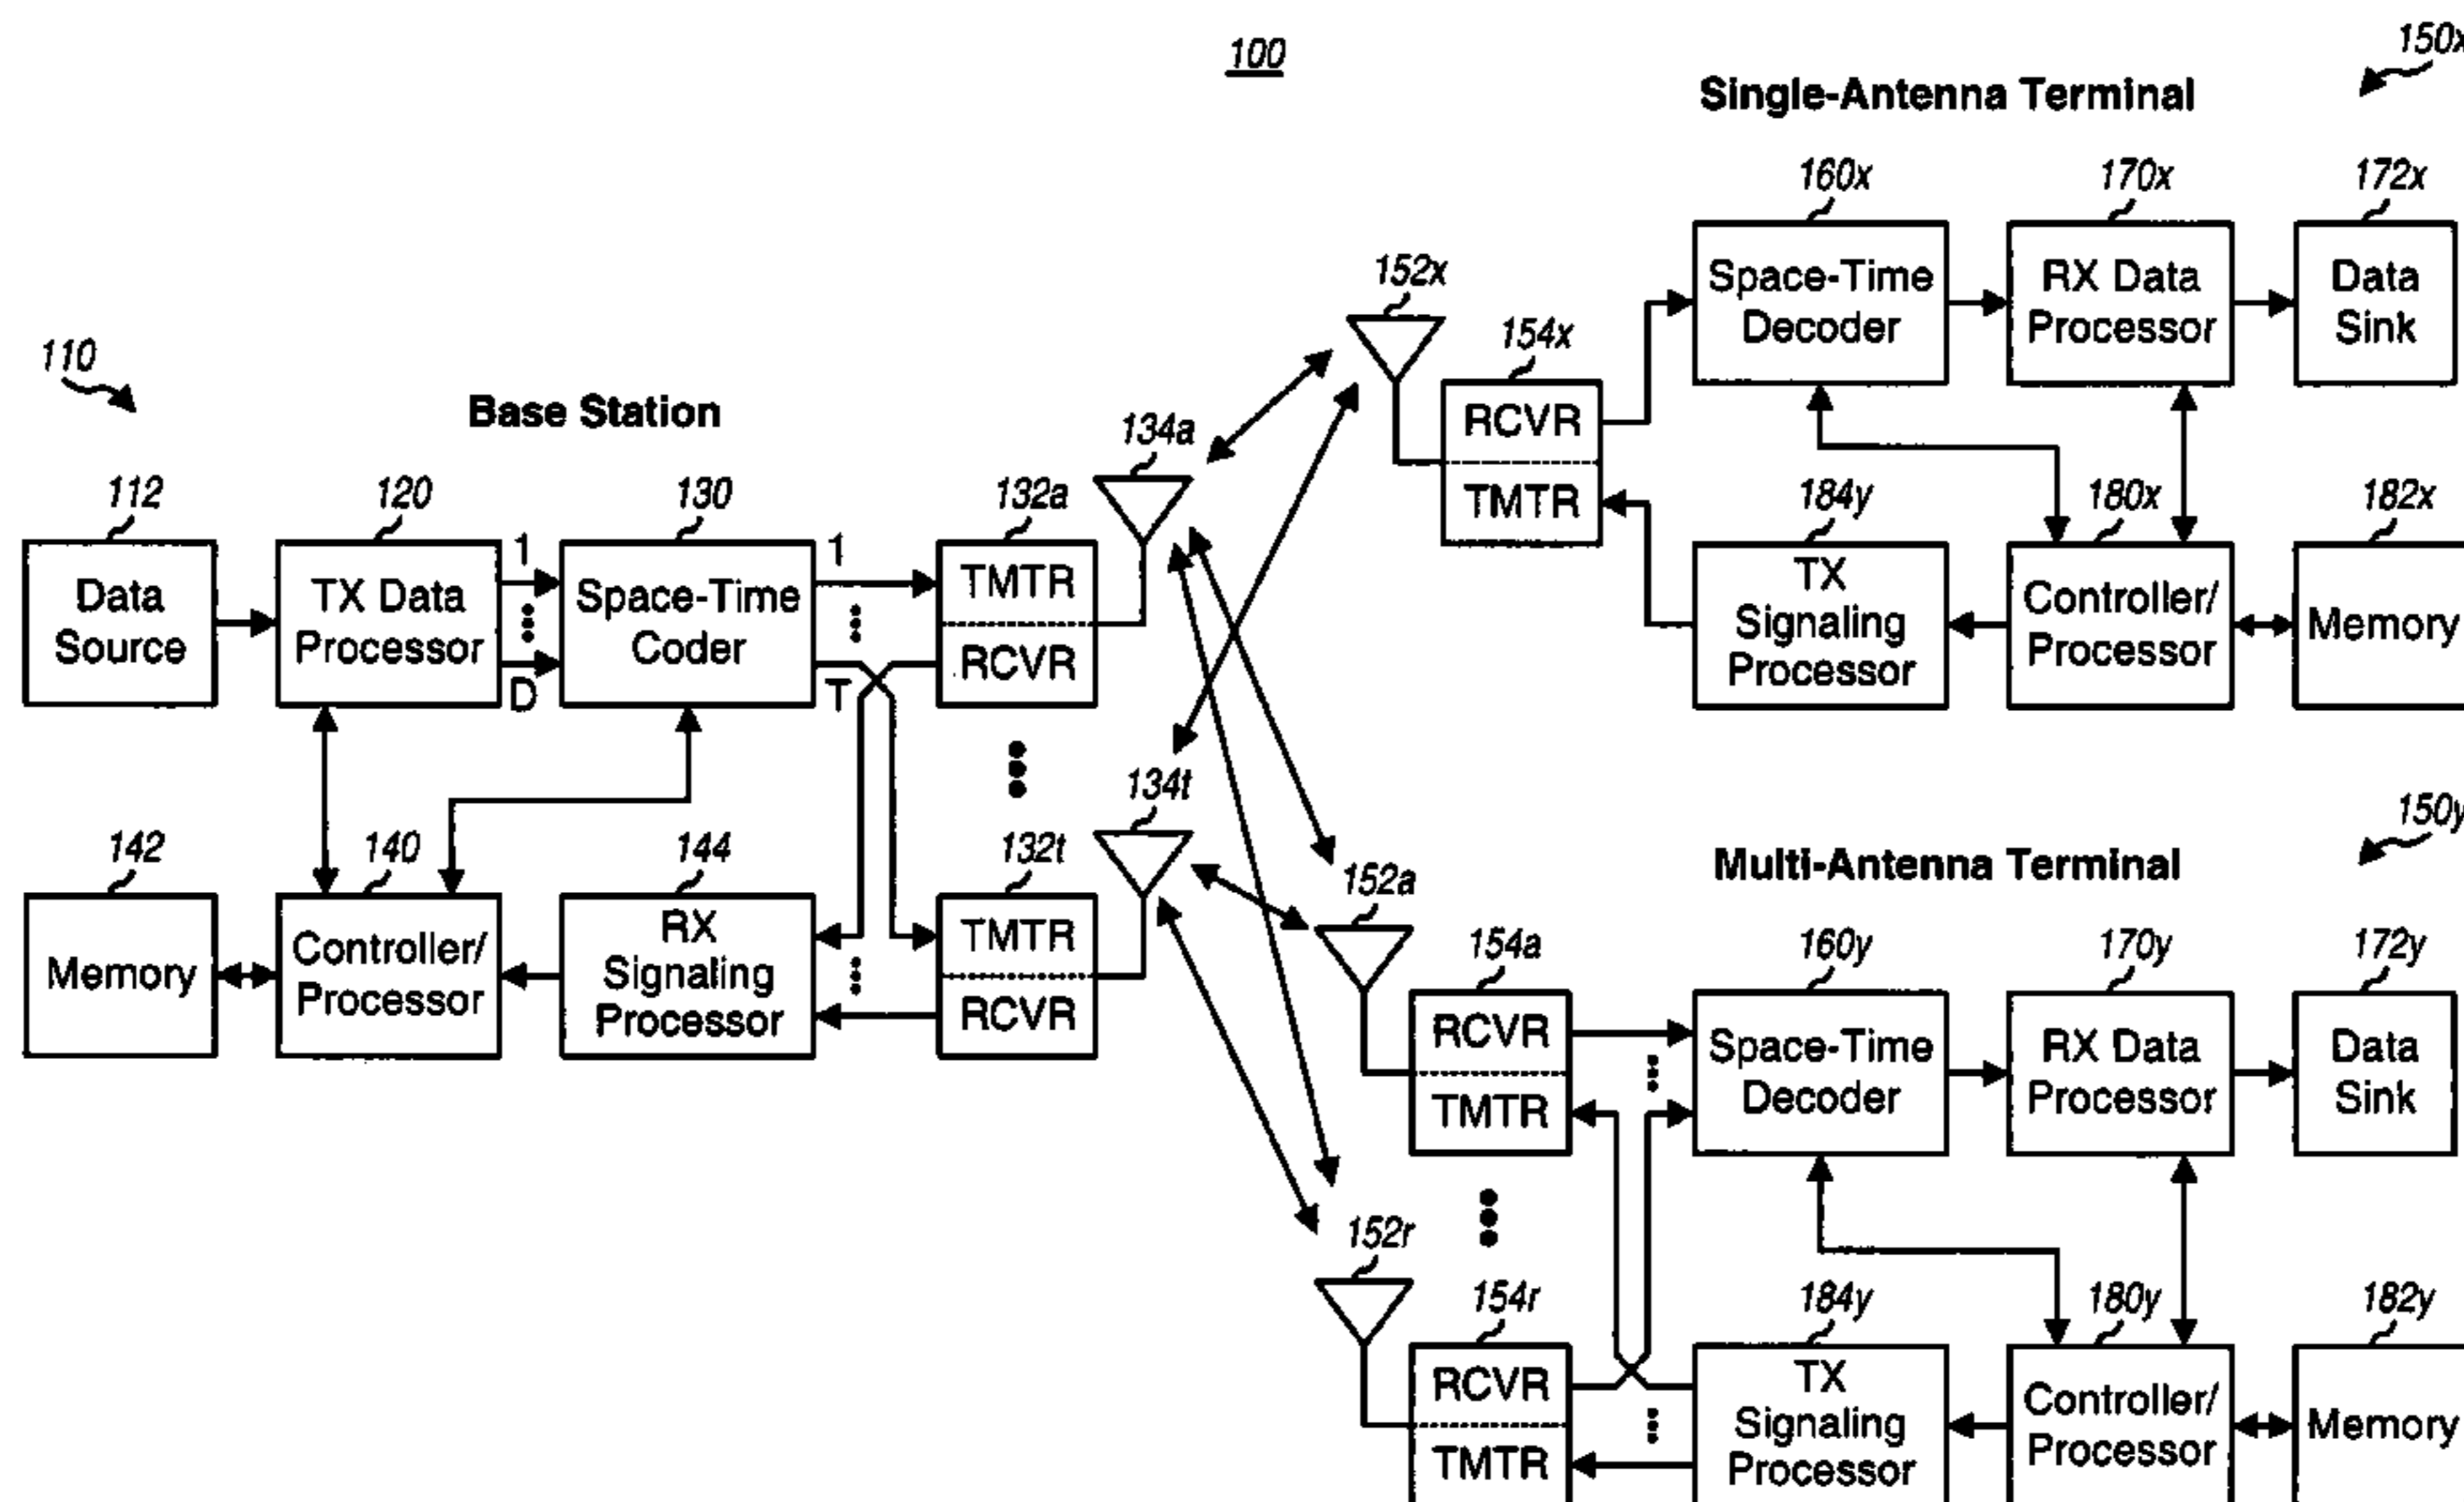 100
150x
Single-Antenna Terminal
160x
170x
172x
152x
Space-Time
Decoder
RX Data
Processor
Data
Sink
154x
RCVR
TMTR
110
Base Station
134a
112
120
130
132a
184y
180x
182x
Data
Source
TX Data
Processor
1
D
Space-Time
Coder
1
T
TMTR
RCVR
TX
Signaling
Processor
Controller/
Processor
Memory
134t
150y
Multi-Antenna Terminal
142
140
144
132t
152a
Memory
Controller/
Processor
RX
Signaling
Processor
TMTR
RCVR
154a
160y
170y
172y
RCVR
TMTR
Space-Time
Decoder
RX Data
Processor
Data
Sink
152r
154r
184y
180y
182y
RCVR
TMTR
TX
Signaling
Processor
Controller/
Processor
Memory